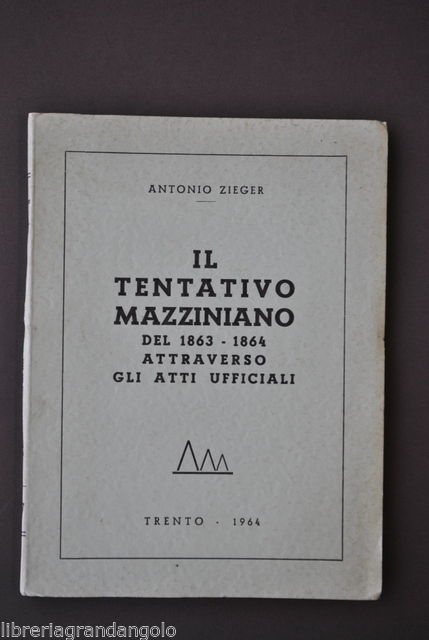 ANTONIO ZIEGER
IL
TENTATIVO
MAZZINIANO
DEL 1863 - 1864
ATTRAVERSO
GLI ATTI UFFICIALI
TRENTO · 1964
libreriagrandangolo